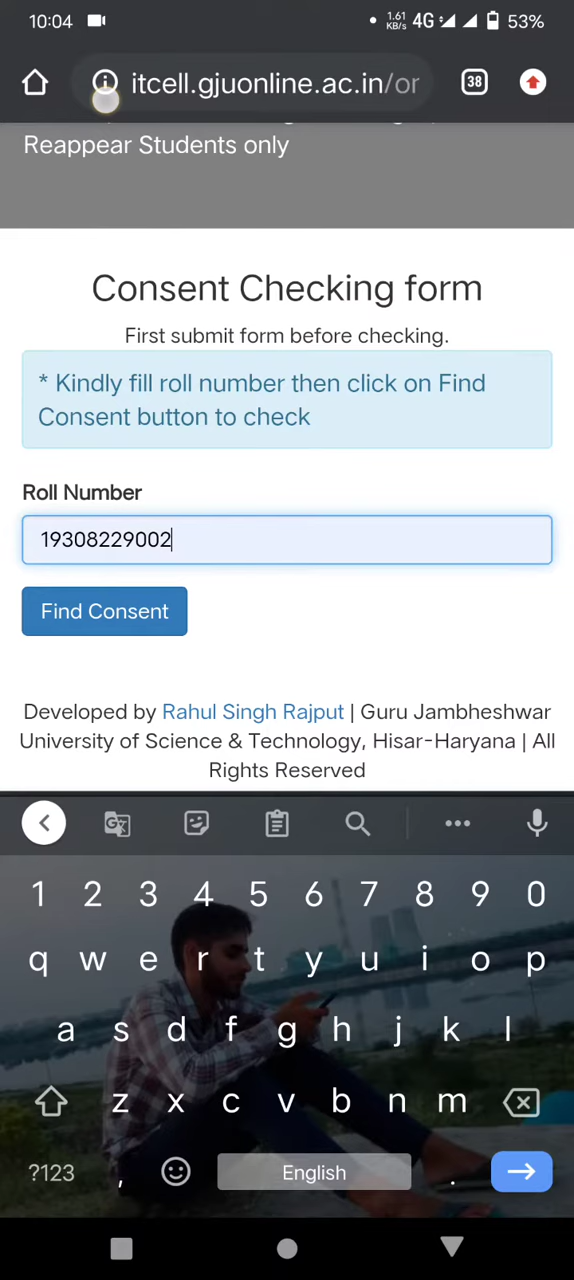 10:04 1.61 KB/s 4G 53%
itcell.gjuonline.ac.in/or 38
Reappear Students only
Consent Checking form
First submit form before checking.
* Kindly fill roll number then click on Find
Consent button to check
Roll Number
19308229002
Find Consent
Developed by Rahul Singh Rajput | Guru Jambheshwar
University of Science & Technology, Hisar-Haryana | All
Rights Reserved
1 2 3 4 5 6 7 8 9 0
q w e r t y u i o p
a s d f g h j k l
z x c v b n m
?123 , English .